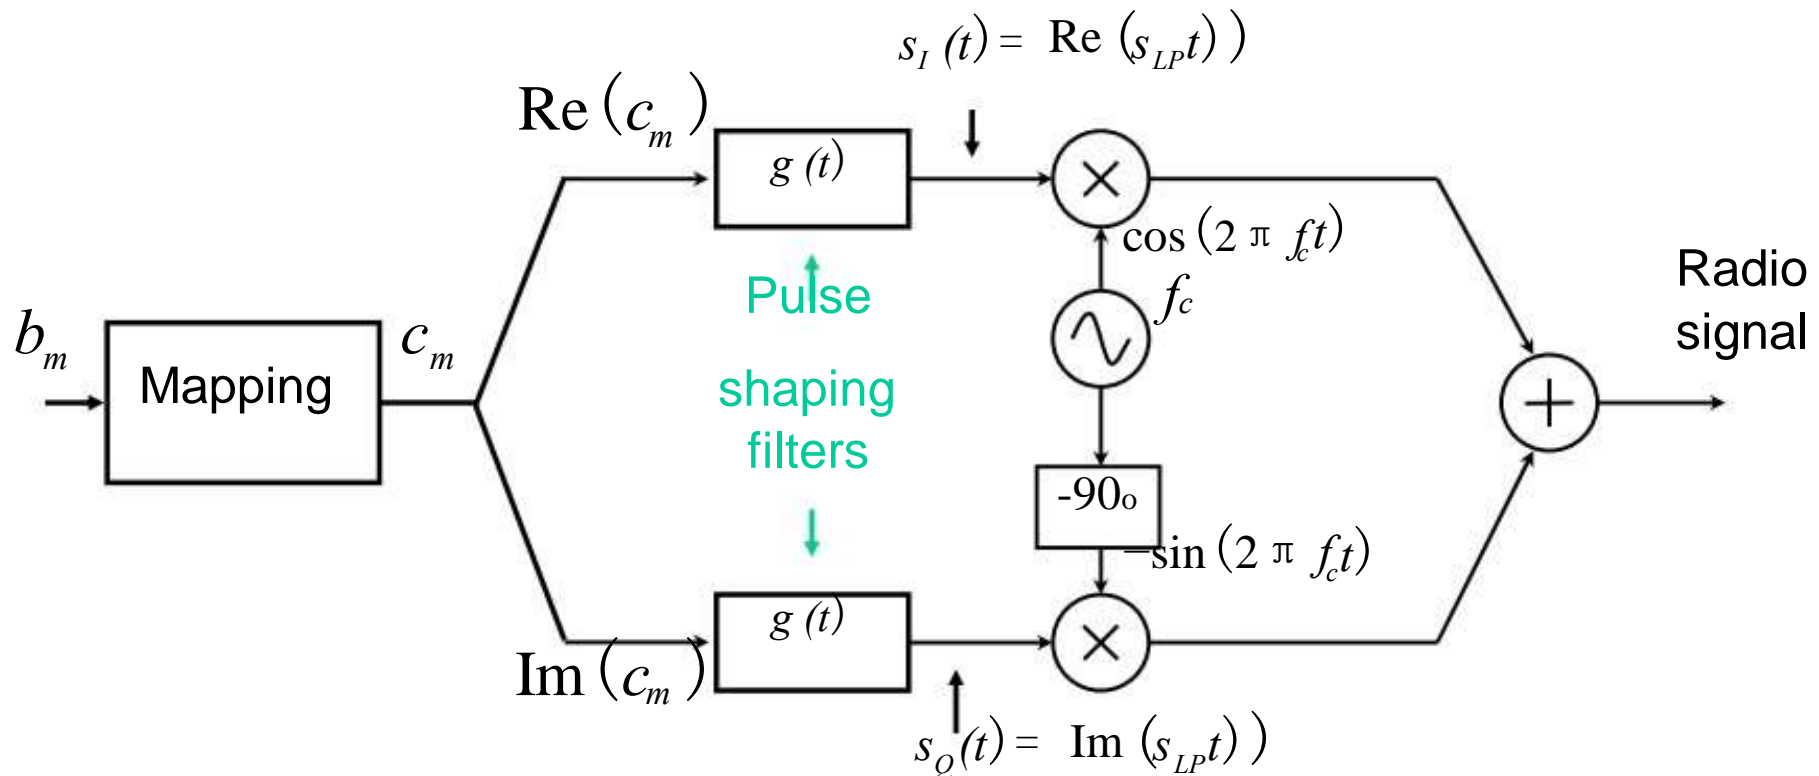 s_I (t) = Re (s_LP t) )
Re (c_m)
g (t)
cos (2 π f_c t)
Pulse
f_c
Radio
signal
b_m
Mapping
c_m
shaping
filters
-90o
−sin (2 π f_c t)
g (t)
Im (c_m)
s_Q (t) = Im (s_LP t) )